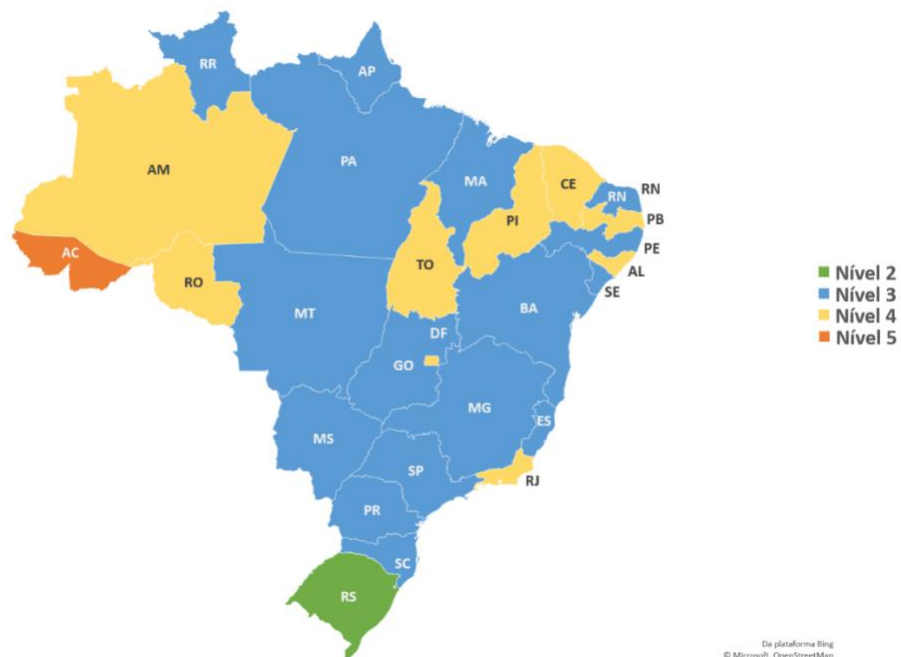 RR
AP
AM
PA
MA
CE
RN
RN
PI
PB
PE
AC
TO
AL
RO
SE
MT
BA
DF
GO
MG
ES
MS
SP
RJ
PR
SC
RS
Nível 2
Nível 3
Nível 4
Nível 5
Da plataforma Bing
© Microsoft, OpenStreetMap